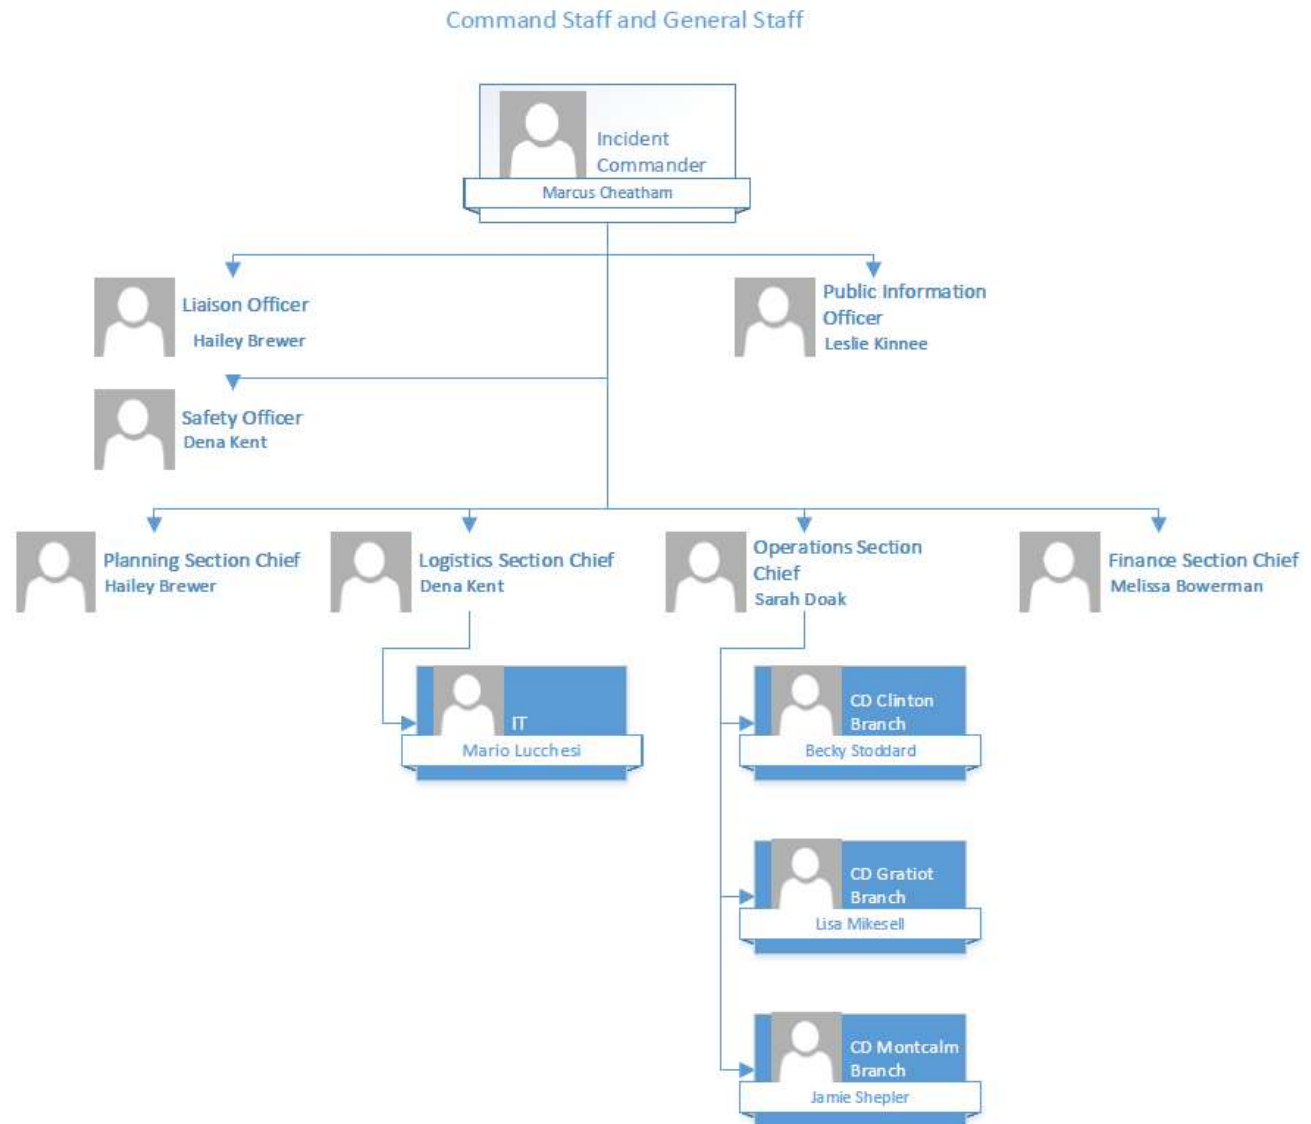 Command Staff and General Staff
Incident
Commander
Marcus Cheatham
Liaison Officer
Hailey Brewer
Public Information
Officer
Leslie Kinnee
Safety Officer
Dena Kent
Planning Section Chief
Hailey Brewer
Logistics Section Chief
Dena Kent
Operations Section
Chief
Sarah Doak
Finance Section Chief
Melissa Bowerman
IT
Mario Lucchesi
CD Clinton
Branch
Becky Stoddard
CD Gratiot
Branch
Lisa Mikesell
CD Montcalm
Branch
Jamie Shepler